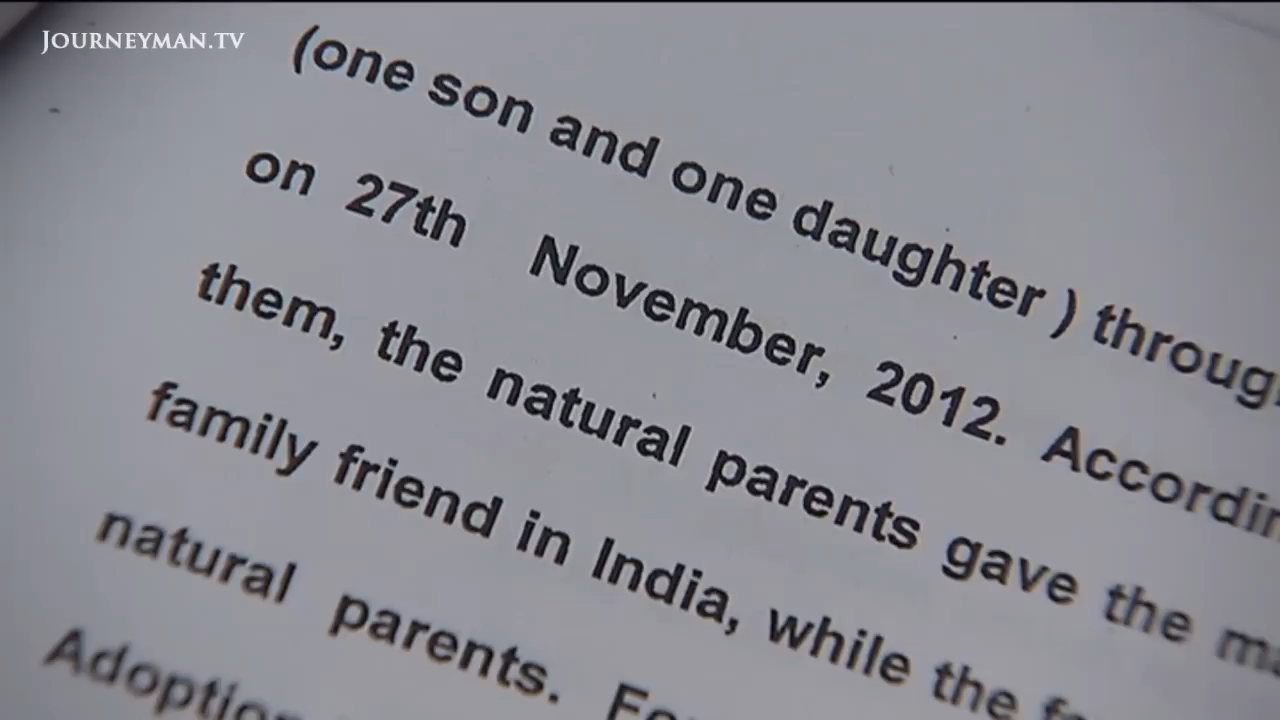 JOURNEYMAN.TV
(one son and one daughter ) throug
on 27th November, 2012. Accordin
them, the natural parents gave the ma
family friend in India, while the
natural parents.